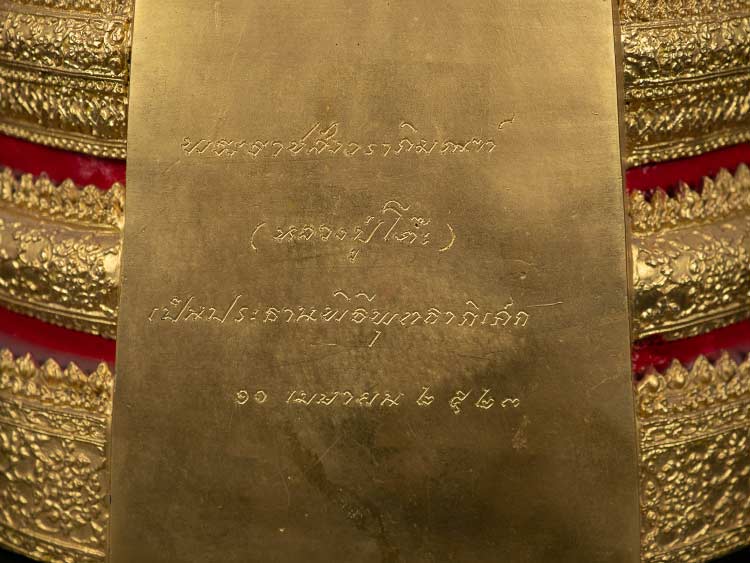 พระราชสังวราภิมณฑ์
(หลวงปู่โต๊ะ)
เป็นประธานพิธีพุทธาภิเศก
๑๐ เมษายน ๒๕๒๓